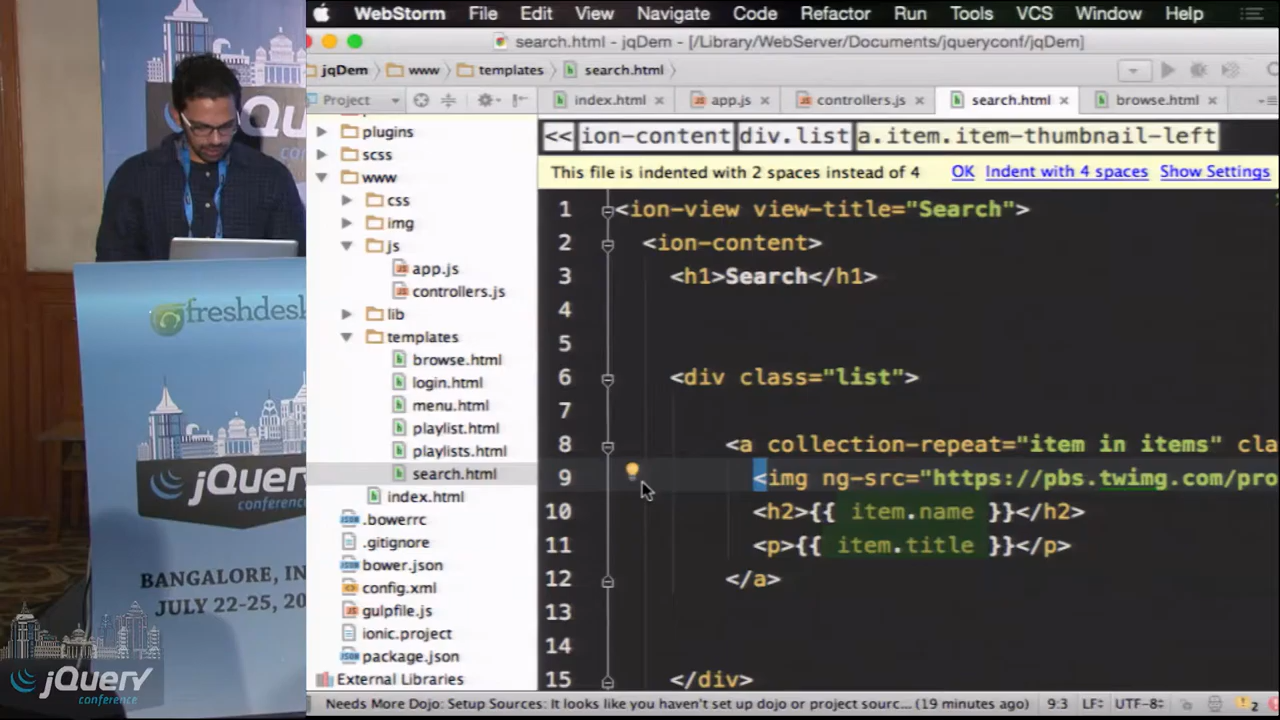 WebStorm File Edit View Navigate Code Refactor Run Tools VCS Window Help
search.html - jqDem - [/Library/WebServer/Documents/jqueryconf/jqDem]
jqDem www templates search.html
Project index.html app.js controllers.js search.html browse.html
<< ion-content div.list a.item.item-thumbnail-left
This file is indented with 2 spaces instead of 4 OK Indent with 4 spaces Show Settings
plugins
scss
www
css
img
js
app.js
controllers.js
lib
templates
browse.html
login.html
menu.html
playlist.html
playlists.html
search.html
index.html
.bowerrc
.gitignore
bower.json
config.xml
gulpfile.js
ionic.project
package.json
External Libraries
1 <ion-view view-title="Search">
2 <ion-content>
3 <h1>Search</h1>
4
5
6 <div class="list">
7
8 <a collection-repeat="item in items" cla
9 <img ng-src="https://pbs.twimg.com/pro
10 <h2>{{ item.name }}</h2>
11 <p>{{ item.title }}</p>
12 </a>
13
14
15 </div>
Needs More Dojo: Setup Sources: It looks like you haven't set up dojo or project sourc... (19 minutes ago) 9:3 LF÷ UTF-8÷ 2
freshdesk
jQuery
BANGALORE, IN
JULY 22-25, 20
jQuery
conference